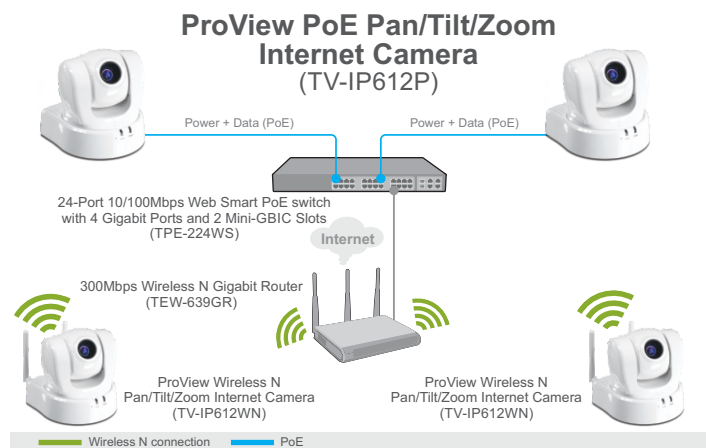 ProView PoE Pan/Tilt/Zoom
Internet Camera
(TV-IP612P)
Power + Data (PoE)
Power + Data (PoE)
24-Port 10/100Mbps Web Smart PoE switch
with 4 Gigabit Ports and 2 Mini-GBIC Slots
(TPE-224WS)
Internet
300Mbps Wireless N Gigabit Router
(TEW-639GR)
ProView Wireless N
Pan/Tilt/Zoom Internet Camera
(TV-IP612WN)
ProView Wireless N
Pan/Tilt/Zoom Internet Camera
(TV-IP612WN)
Wireless N connection
PoE